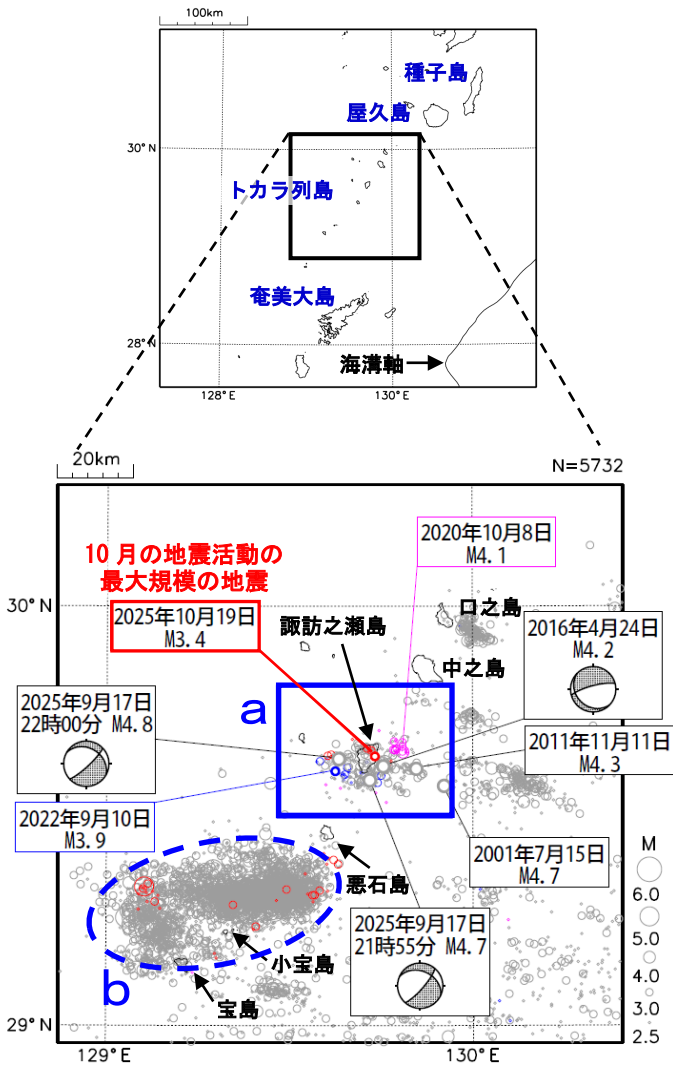 100km
種子島
屋久島
30°N
トカラ列島
奄美大島
28°N
海溝軸
128°E
130°E
20km
N=5732
10月の地震活動の
最大規模の地震
2025年10月19日
M3.4
2020年10月8日
M4.1
30°N
諏訪之瀬島
口之島
中之島
2016年4月24日
M4.2
a
2025年9月17日
22時00分 M4.8
2011年11月11日
M4.3
2022年9月10日
M3.9
2001年7月15日
M4.7
悪石島
2025年9月17日
21時55分 M4.7
小宝島
宝島
b
M
6.0
5.0
4.0
3.0
2.5
29°N
129°E
130°E